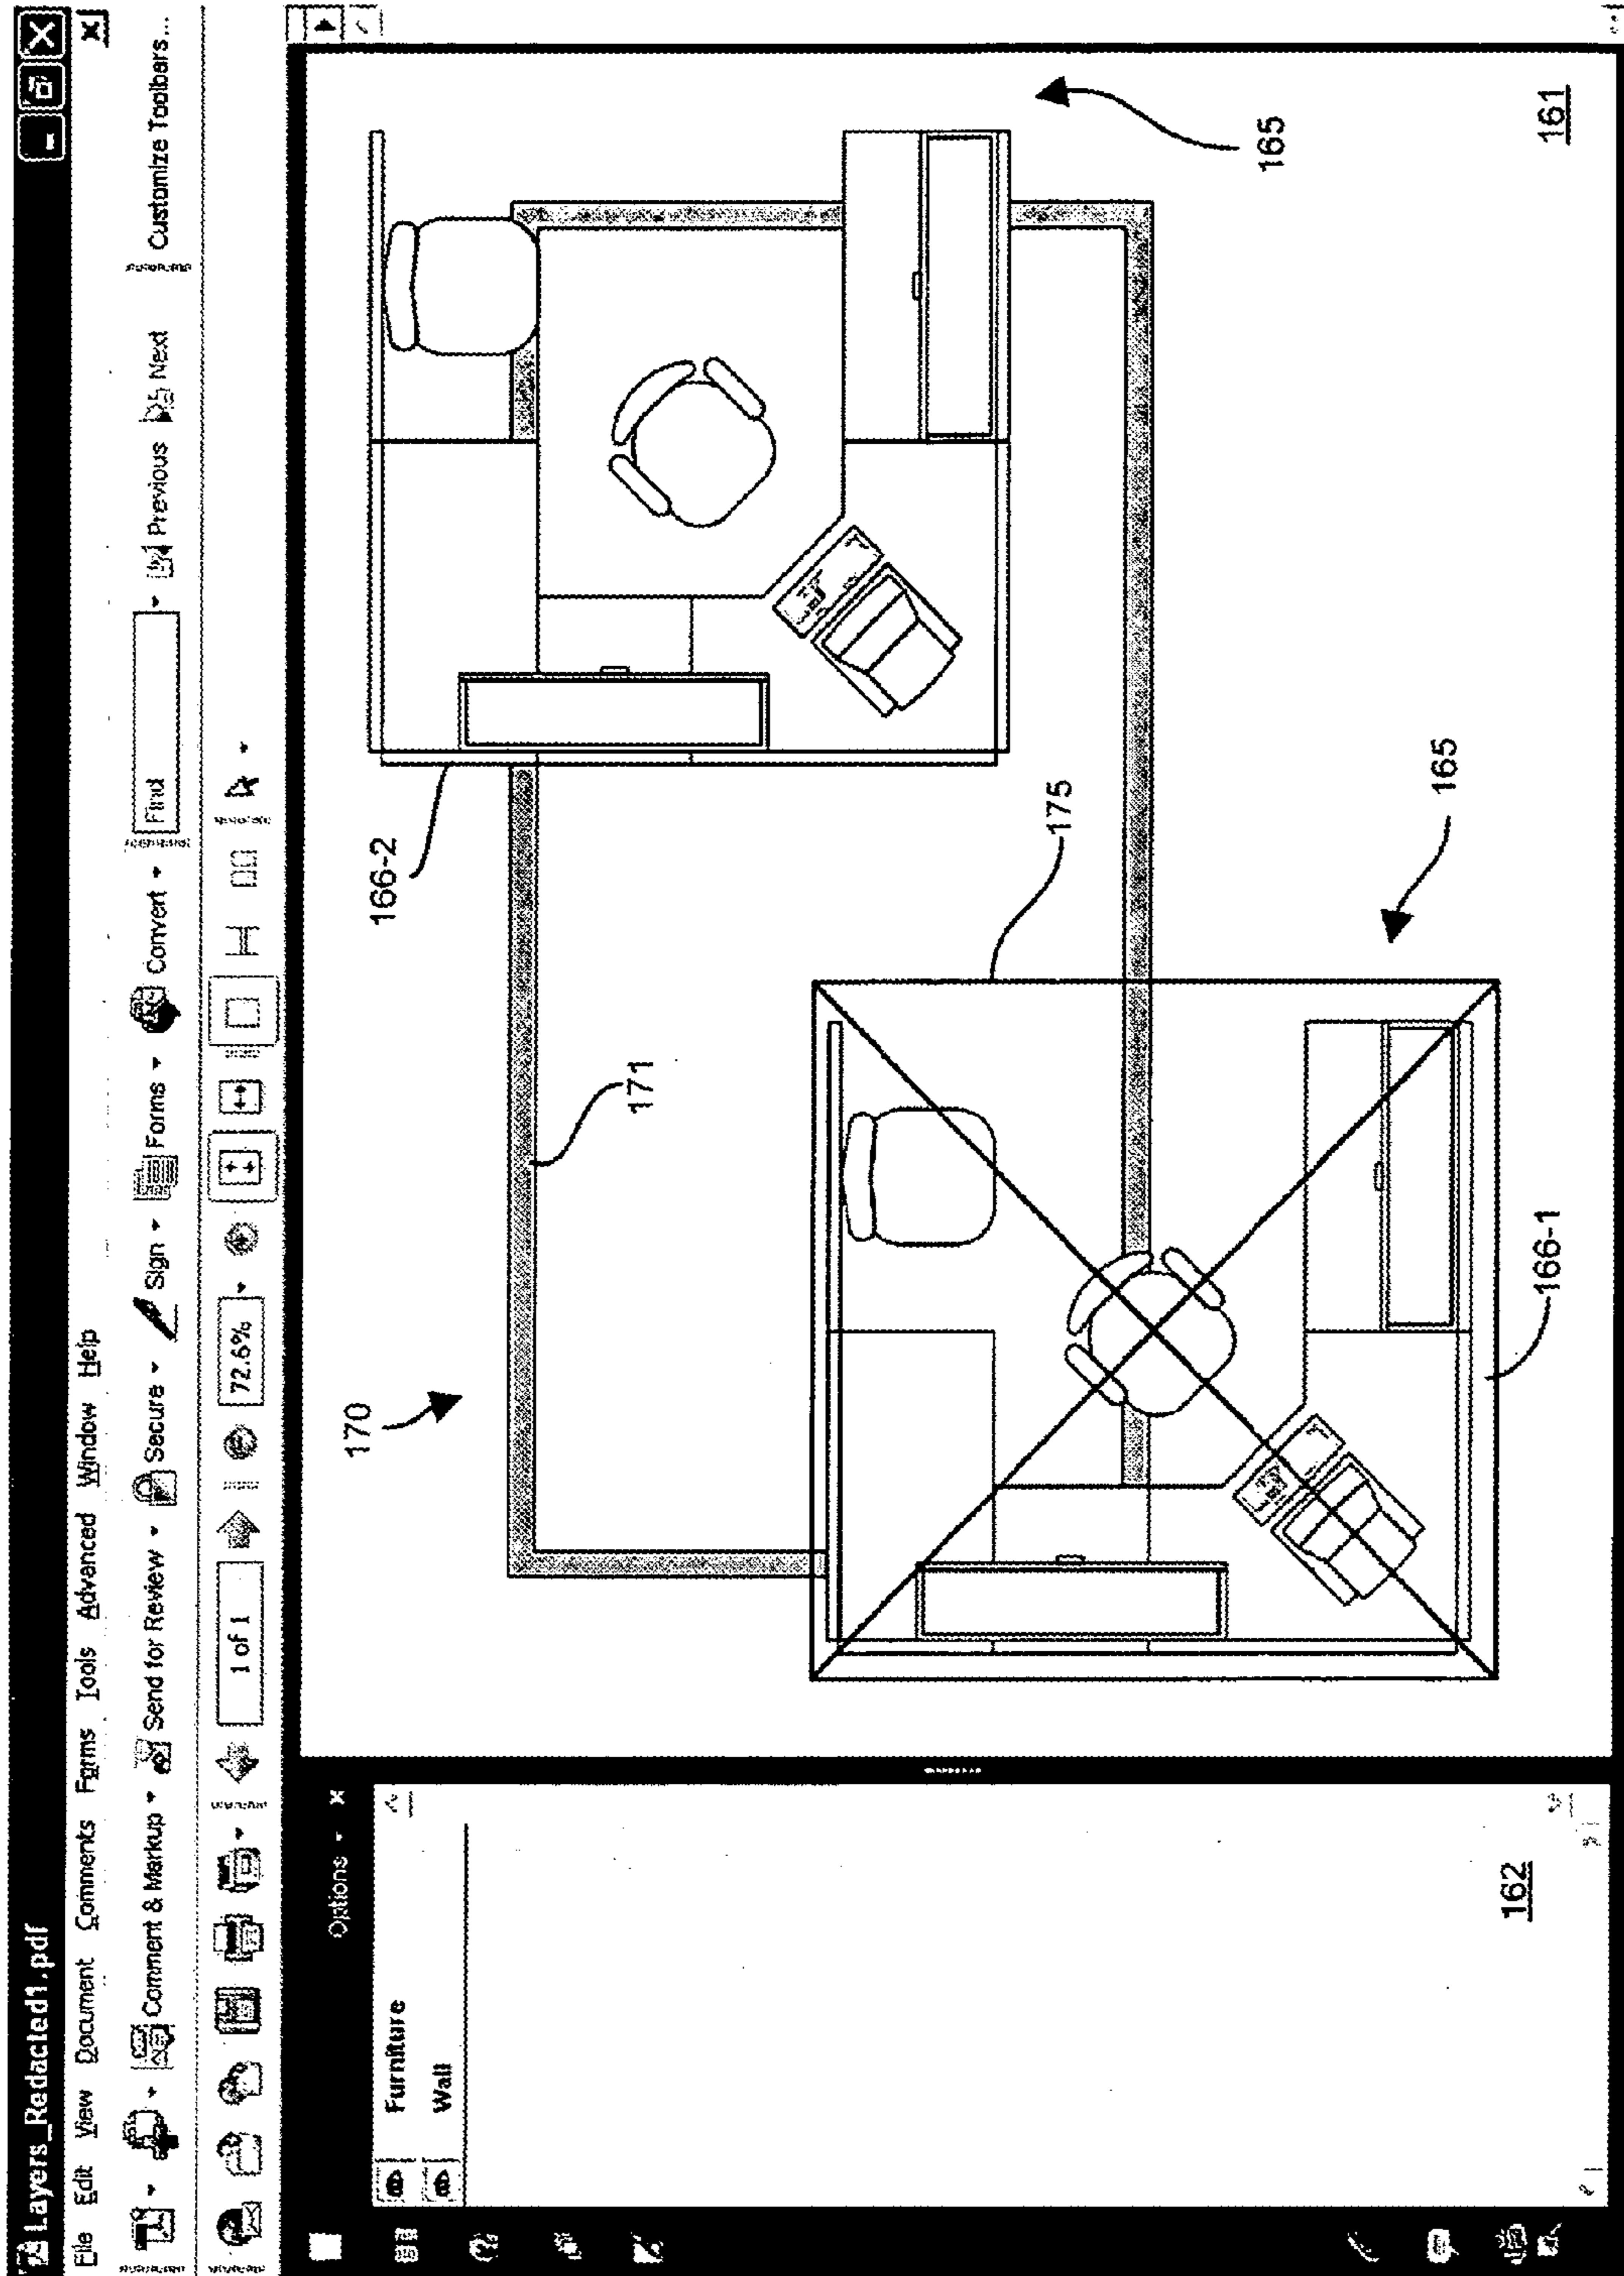 Layers_Redacted1.pdf
File Edit View Document Comments Forms Tools Advanced Window Help
Comment & Markup Send for Review Secure Sign Forms Convert Find Previous Next Customize Toolbars...
1 of 1 72.6%
Options
Furniture
Wall
162
170
171
166-2
175
165
165
166-1
161